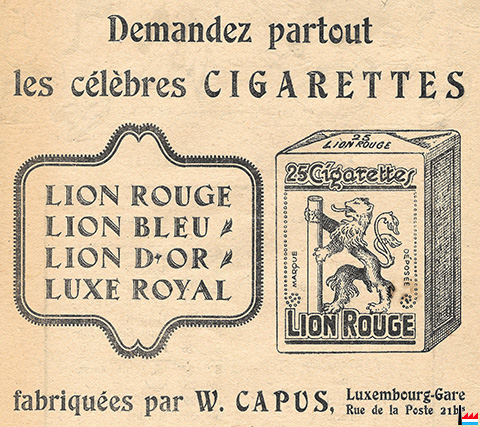 Demandez partout
les célèbres CIGARETTES
LION ROUGE
LION BLEU
LION D'OR
LUXE ROYAL
25
LION ROUGE
25 Cigarettes
MARQUE
DÉPOSÉE
LION ROUGE
fabriquées par W. CAPUS,
Luxembourg-Gare
Rue de la Poste 21bis